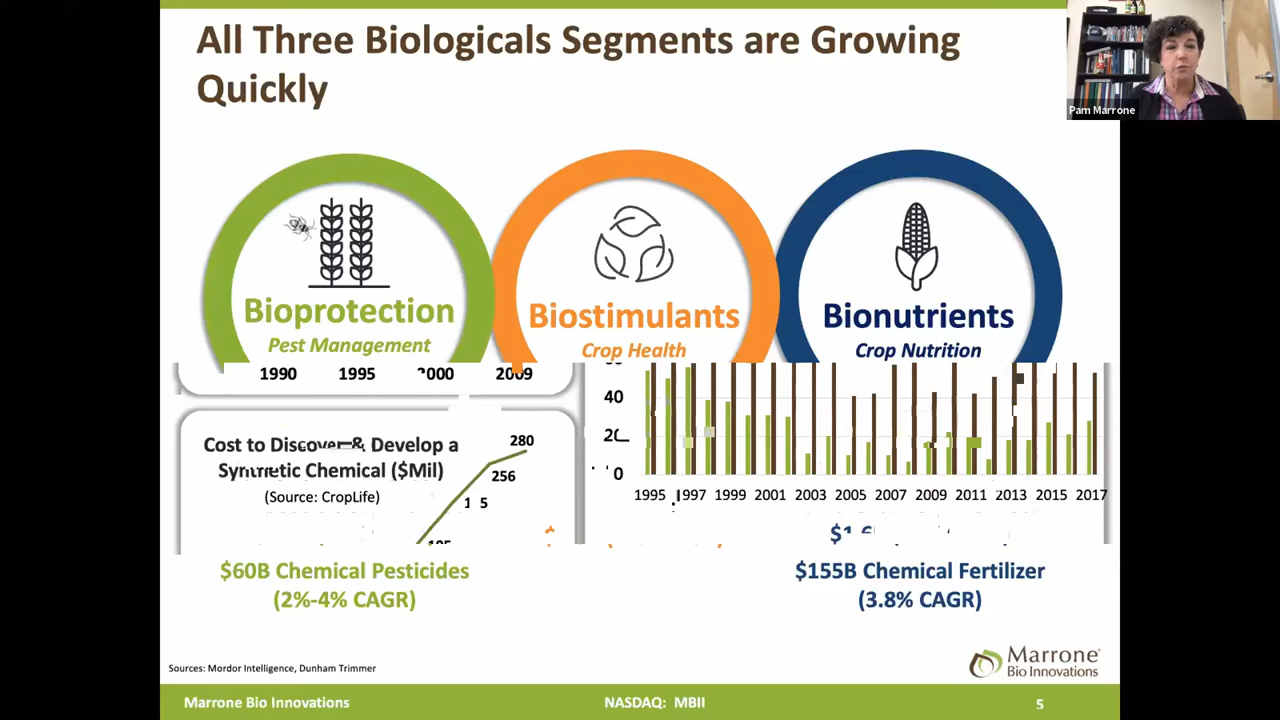 All Three Biologicals Segments are Growing
Quickly
Pam Marrone
Bioprotection
Pest Management
Biostimulants
Crop Health
Bionutrients
Crop Nutrition
1990 1995 2000 2009
Cost to Discover & Develop a
Synthetic Chemical ($Mil)
(Source: CropLife)
280
256
40
0
1995 1997 1999 2001 2003 2005 2007 2009 2011 2013 2015 2017
$60B Chemical Pesticides
(2%-4% CAGR)
$155B Chemical Fertilizer
(3.8% CAGR)
Sources: Mordor Intelligence, Dunham Trimmer
Marrone
Bio Innovations
Marrone Bio Innovations
NASDAQ: MBII
5